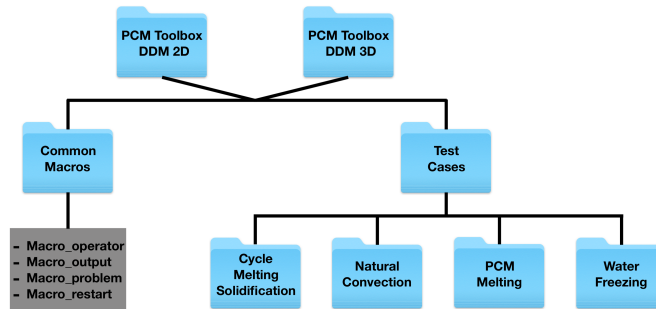 PCM Toolbox
DDM 2D
PCM Toolbox
DDM 3D
Common
Macros
Test
Cases
- Macro_operator
- Macro_output
- Macro_problem
- Macro_restart
Cycle
Melting
Solidification
Natural
Convection
PCM
Melting
Water
Freezing